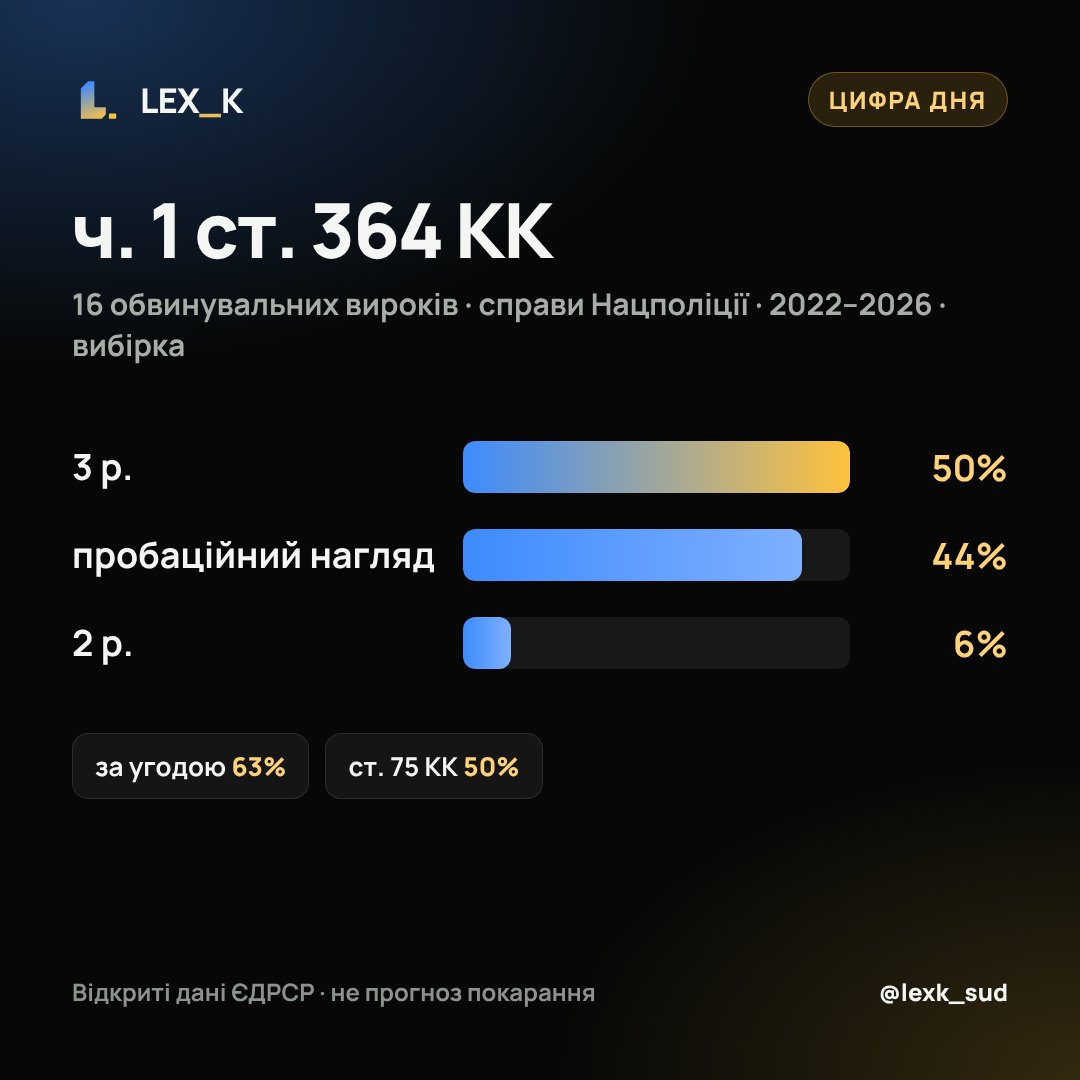 LEX_K
ЦИФРА ДНЯ
ч. 1 ст. 364 КК
16 обвинувальних вироків · справи Нацполіції · 2022–2026 ·
вибірка
3 р. 50%
пробаційний нагляд 44%
2 р. 6%
за угодою 63% ст. 75 КК 50%
Відкриті дані ЄДРСР · не прогноз покарання @lexk_sud